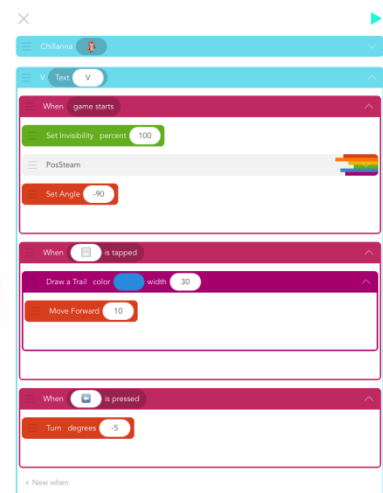 Chillanna
V Text V
When game starts
Set Invisibility percent 100
PosSteam
Set Angle -90
When is tapped
Draw a Trail color width 30
Move Forward 10
When is pressed
Turn degrees -5
+ New when